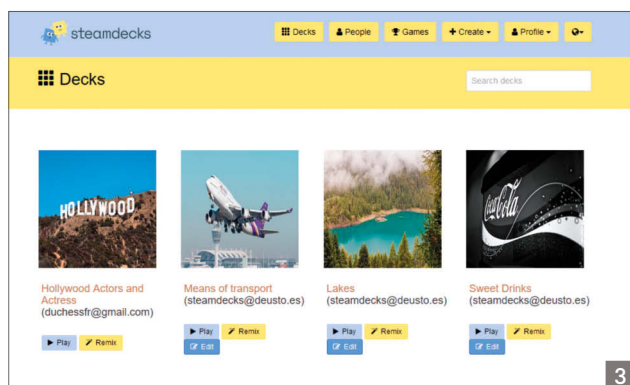 steamdecks
Decks People Games Create Profile
Decks
Search decks
HOLLYWOOD
Coca-Cola
Hollywood Actors and Actress
(duchessfr@gmail.com)
Means of transport
(steamdecks@deusto.es)
Lakes
(steamdecks@deusto.es)
Sweet Drinks
(steamdecks@deusto.es)
Play Remix
Play Remix
Edit
Play Remix
Edit
Play Remix
Edit
3